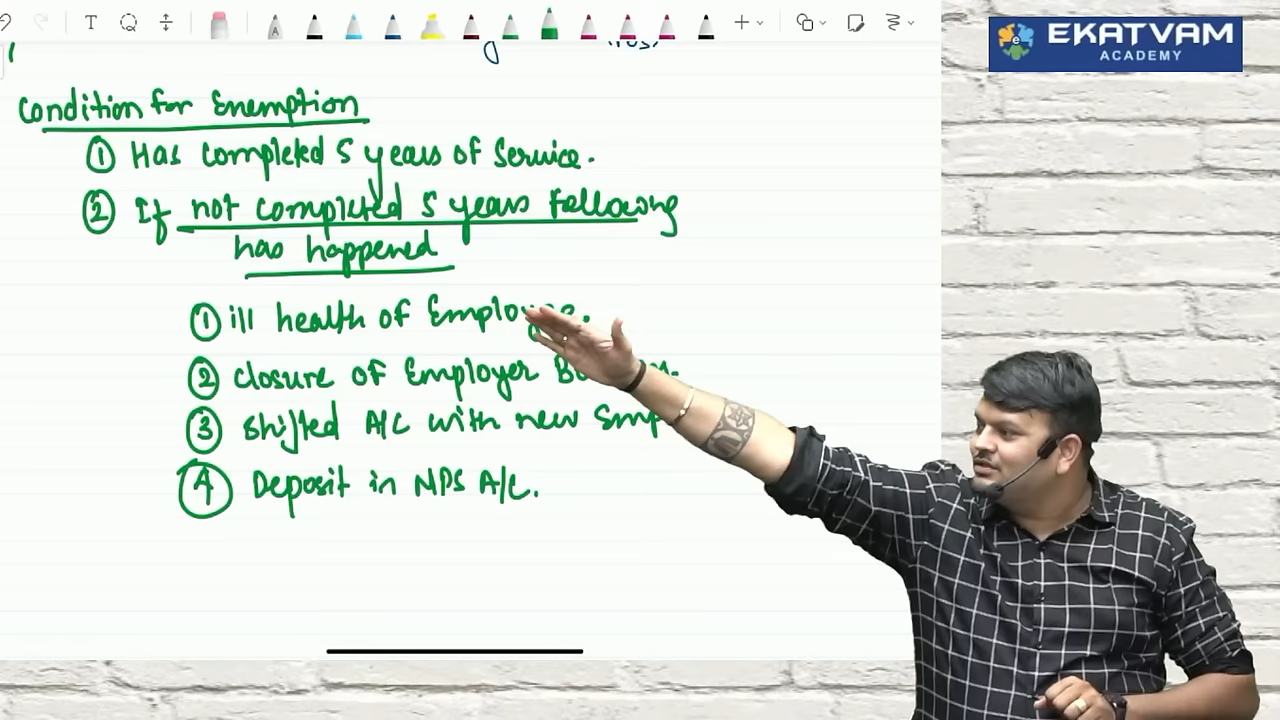 EKATVAM
ACADEMY
Condition for Exemption
① Has completed 5 years of Service.
② If not completed 5 years following
has happened
① ill health of Employee.
② closure of Employer
③ shifted A/C with new
④ Deposit in NPS A/C.